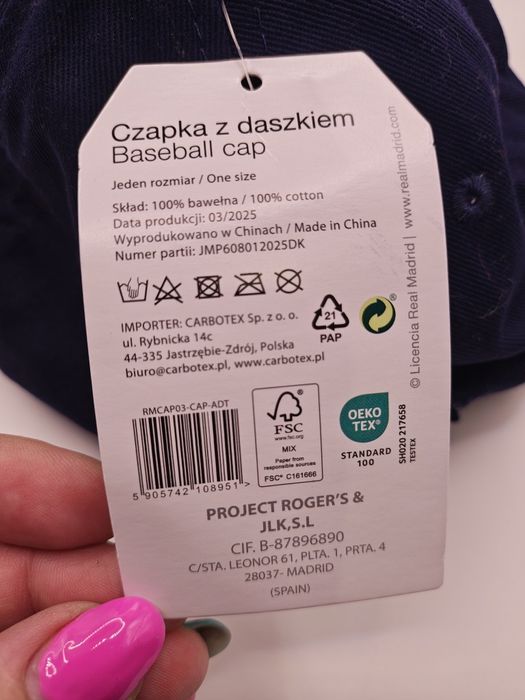 Czapka z daszkiem
Baseball cap
Jeden rozmiar / One size
Skład: 100% bawełna / 100% cotton
Data produkcji: 03/2025
Wyprodukowano w Chinach / Made in China
Numer partii: JMP608012025DK
IMPORTER: CARBOTEX Sp. z o. o.
ul. Rybnicka 14c
44-335 Jastrzębie-Zdrój, Polska
biuro@carbotex.pl, www.carbotex.pl
21
PAP
®
© Licencia Real Madrid | www.realmadrid.com
RMCAP03-CAP-ADT
5 905742 108951 >
FSC
www.fsc.org
MIX
Paper from
responsible sources
FSC® C161666
OEKO
TEX®
STANDARD
100
SH020 217658
TESTEX
PROJECT ROGER'S &
JLK,S.L
CIF. B-87896890
C/STA. LEONOR 61, PLTA. 1, PRTA. 4
28037- MADRID
(SPAIN)